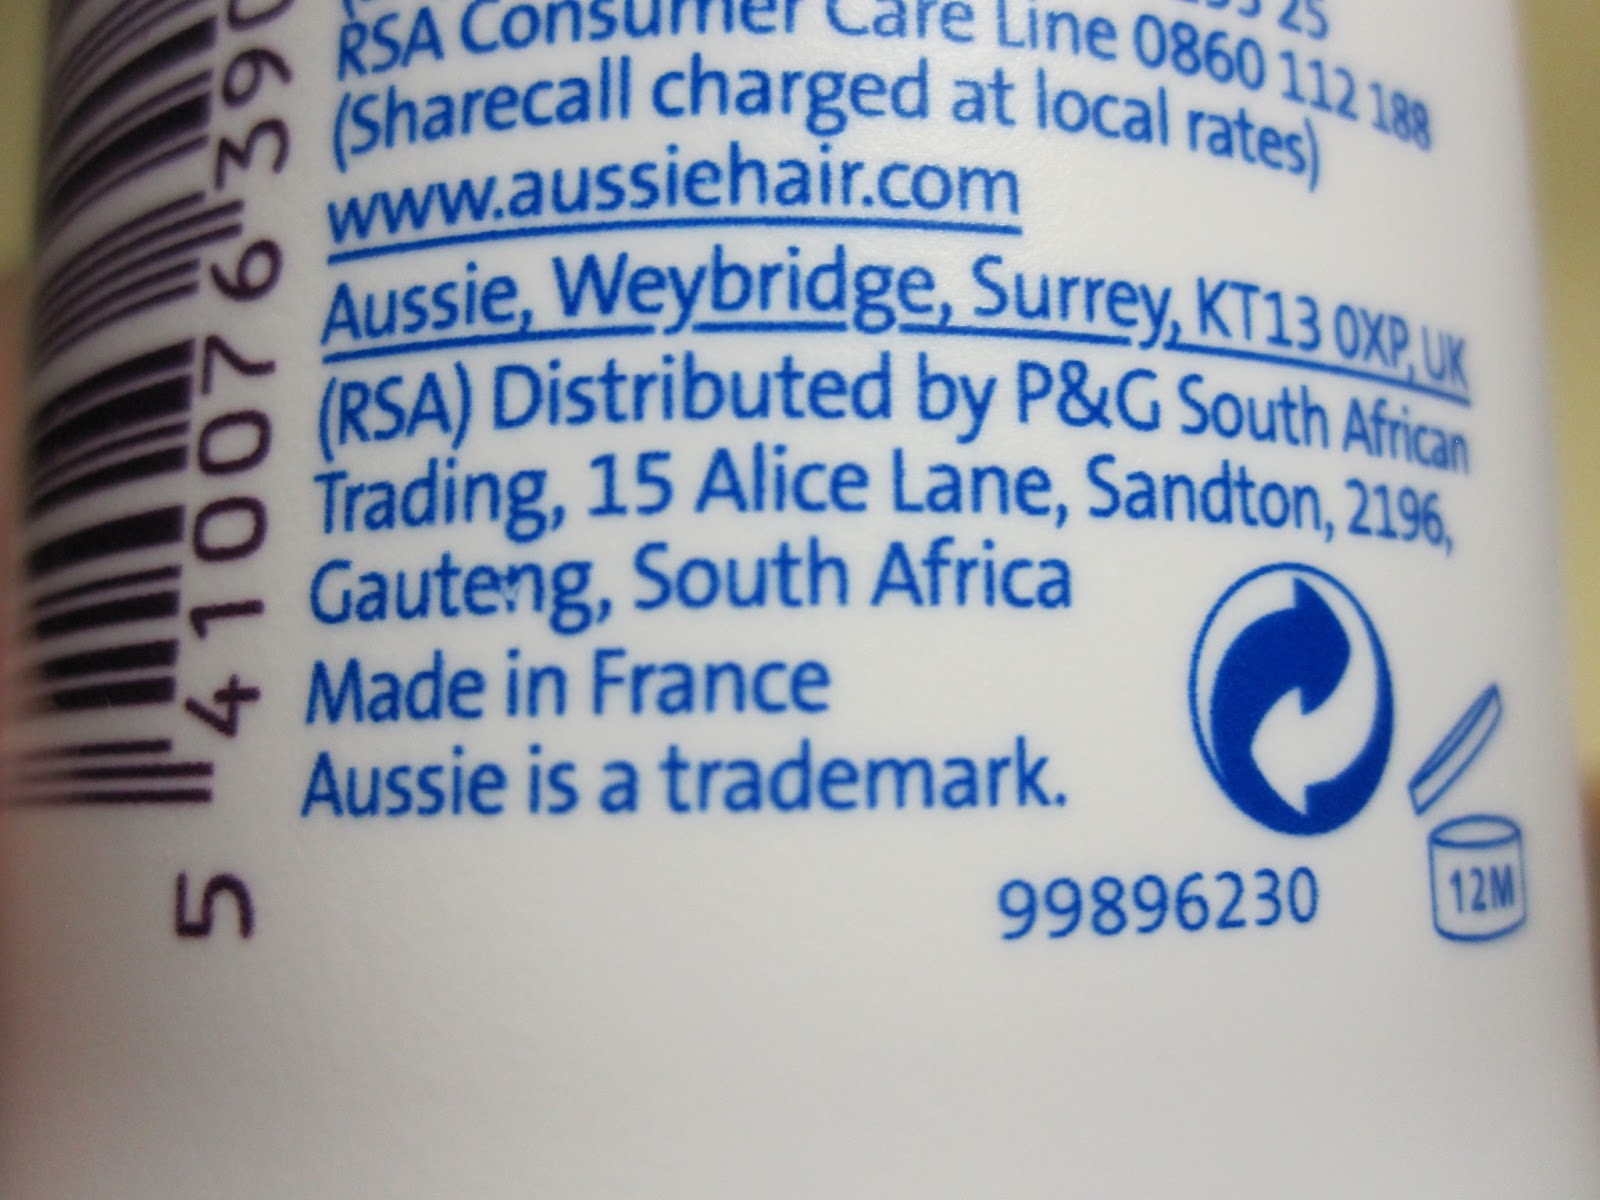 25
RSA Consumer Care Line 0860 112 188
(Sharecall charged at local rates)
www.aussiehair.com
Aussie, Weybridge, Surrey, KT13 0XP, UK
(RSA) Distributed by P&G South African
Trading, 15 Alice Lane, Sandton, 2196,
Gauteng, South Africa
Made in France
Aussie is a trademark.
99896230
12M
5 410076 390